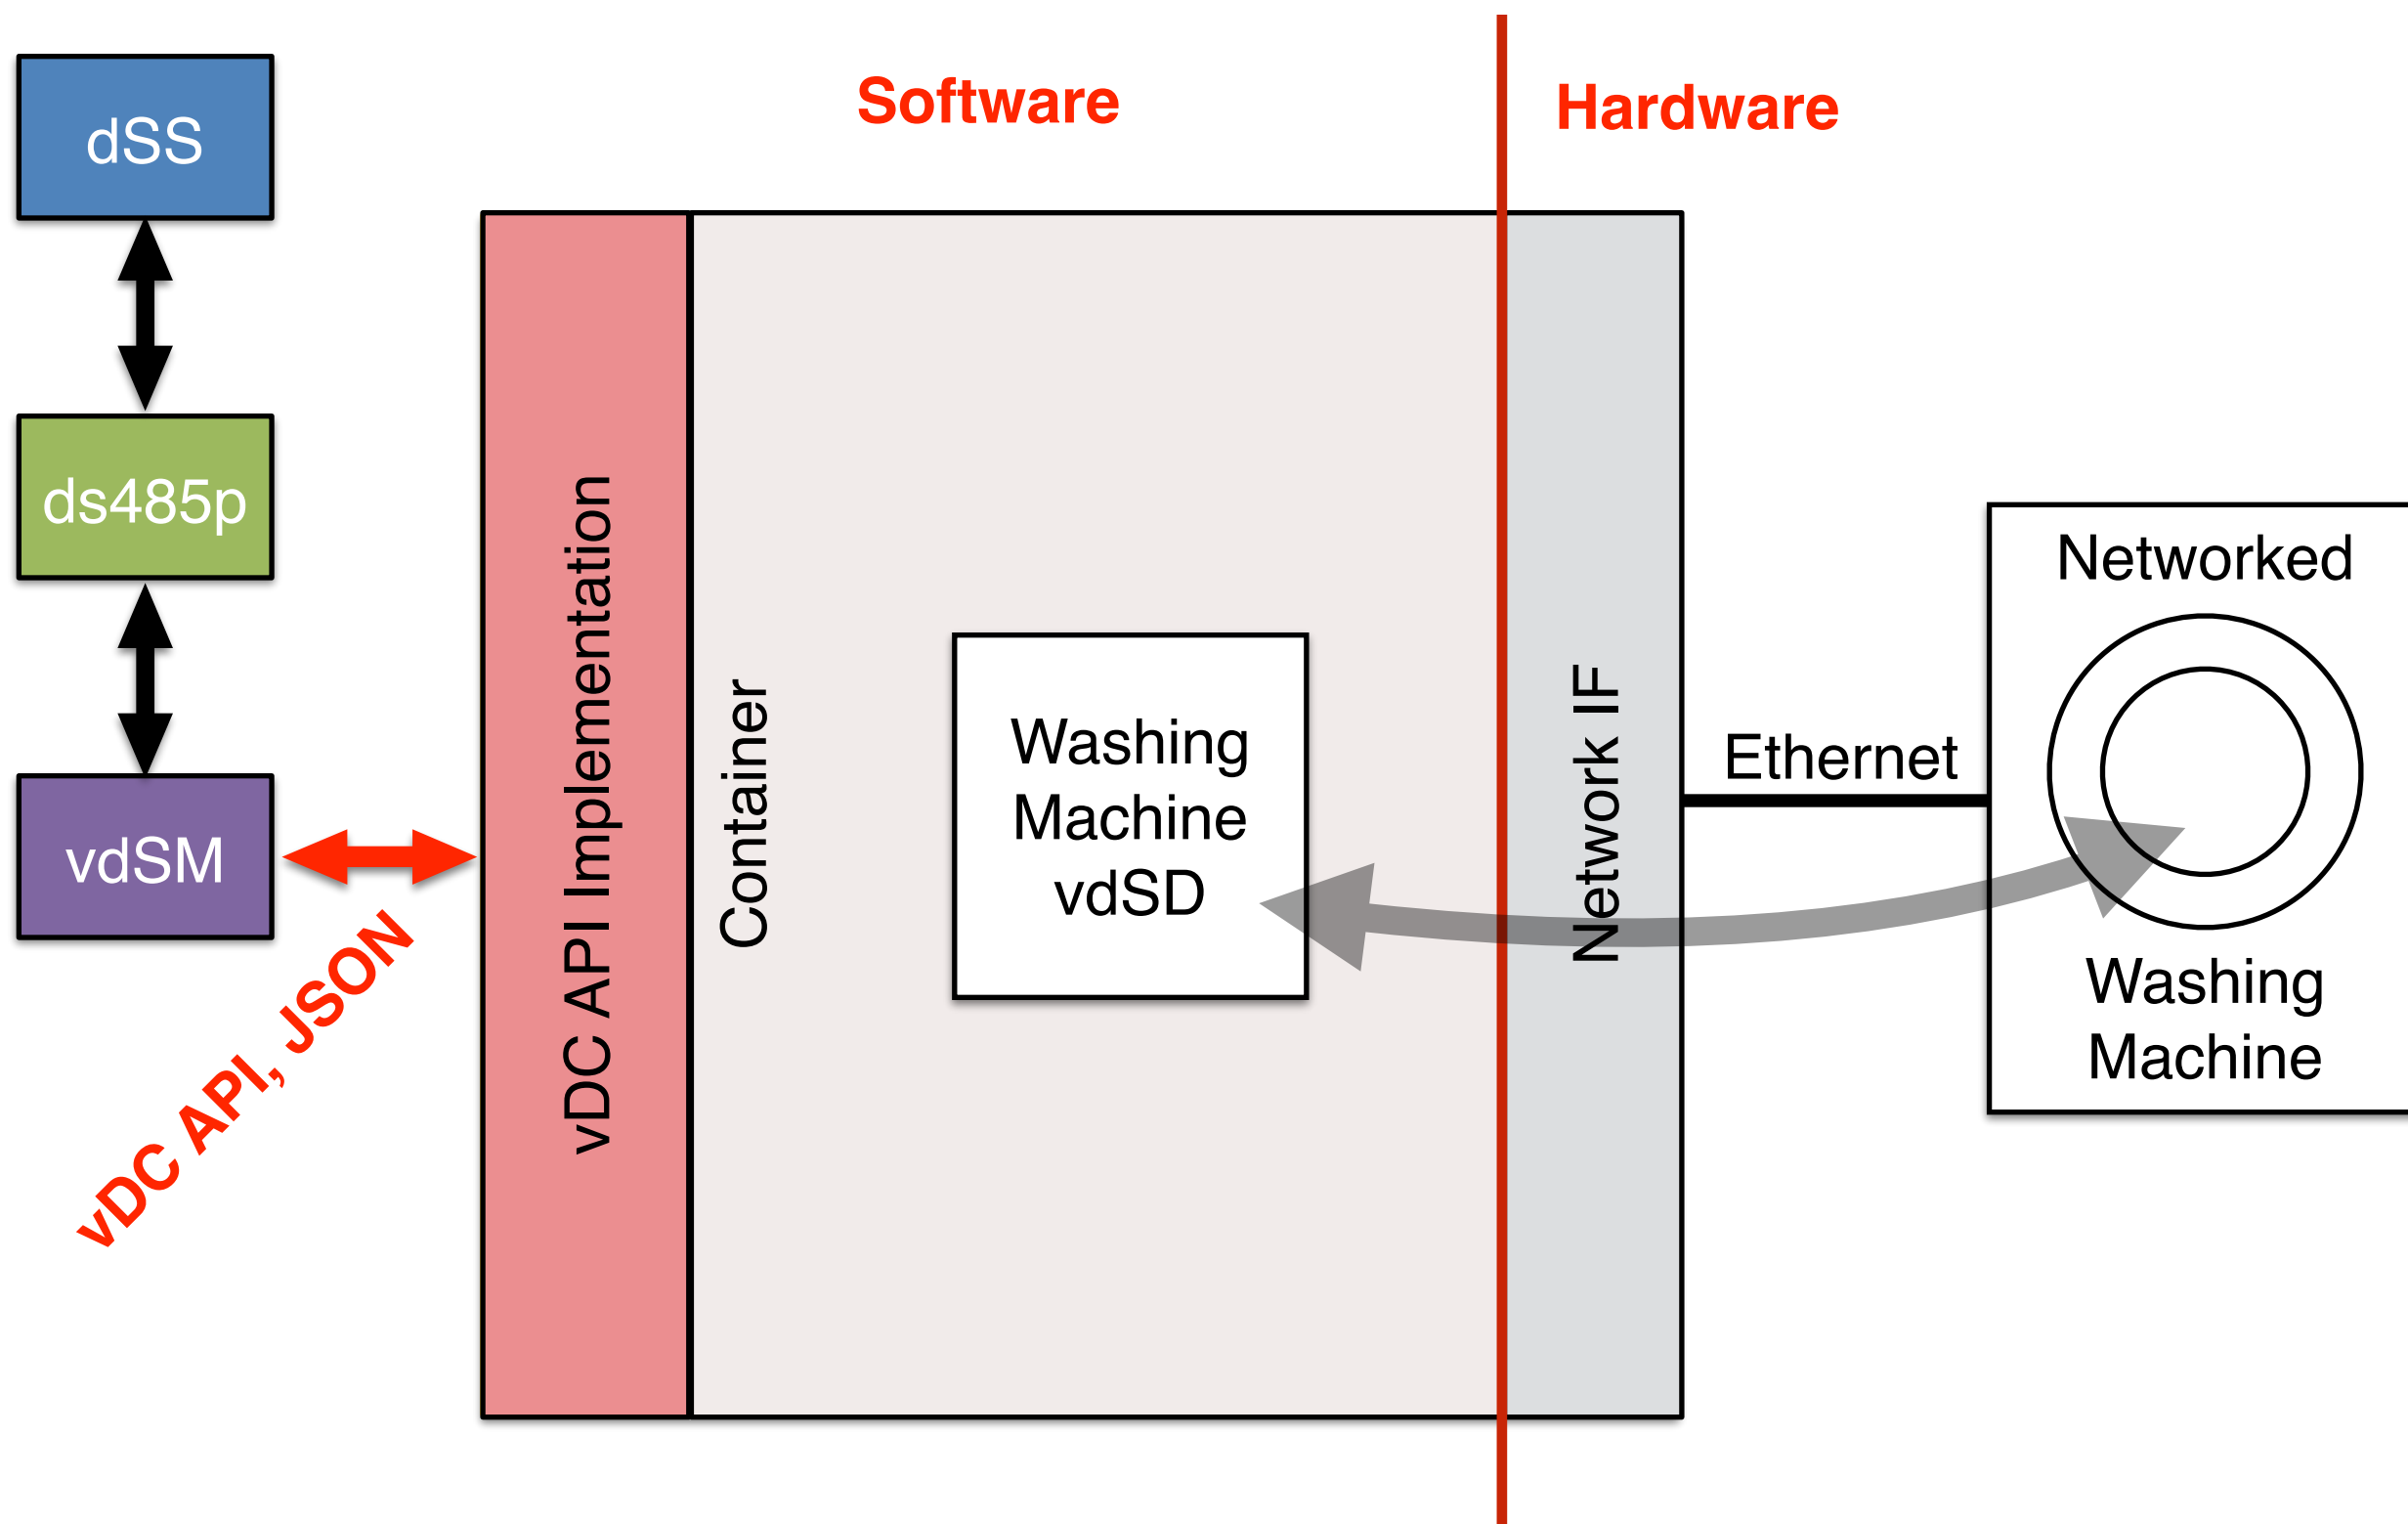 Software
Hardware
dSS
ds485p
vdSM
vDC API, JSON
vDC API Implementation
Container
Washing
Machine
vdSD
Network IF
Ethernet
Networked
Washing
Machine